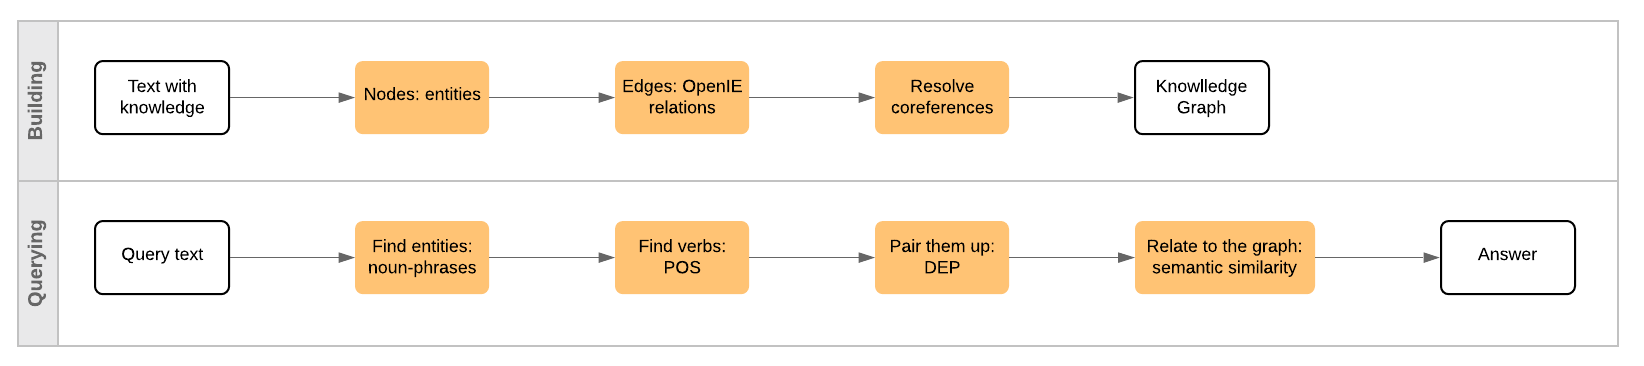 Building
Text with
knowledge
Nodes: entities
Edges: OpenIE
relations
Resolve
coreferences
Knowlledge
Graph
Querying
Query text
Find entities:
noun-phrases
Find verbs:
POS
Pair them up:
DEP
Relate to the graph:
semantic similarity
Answer